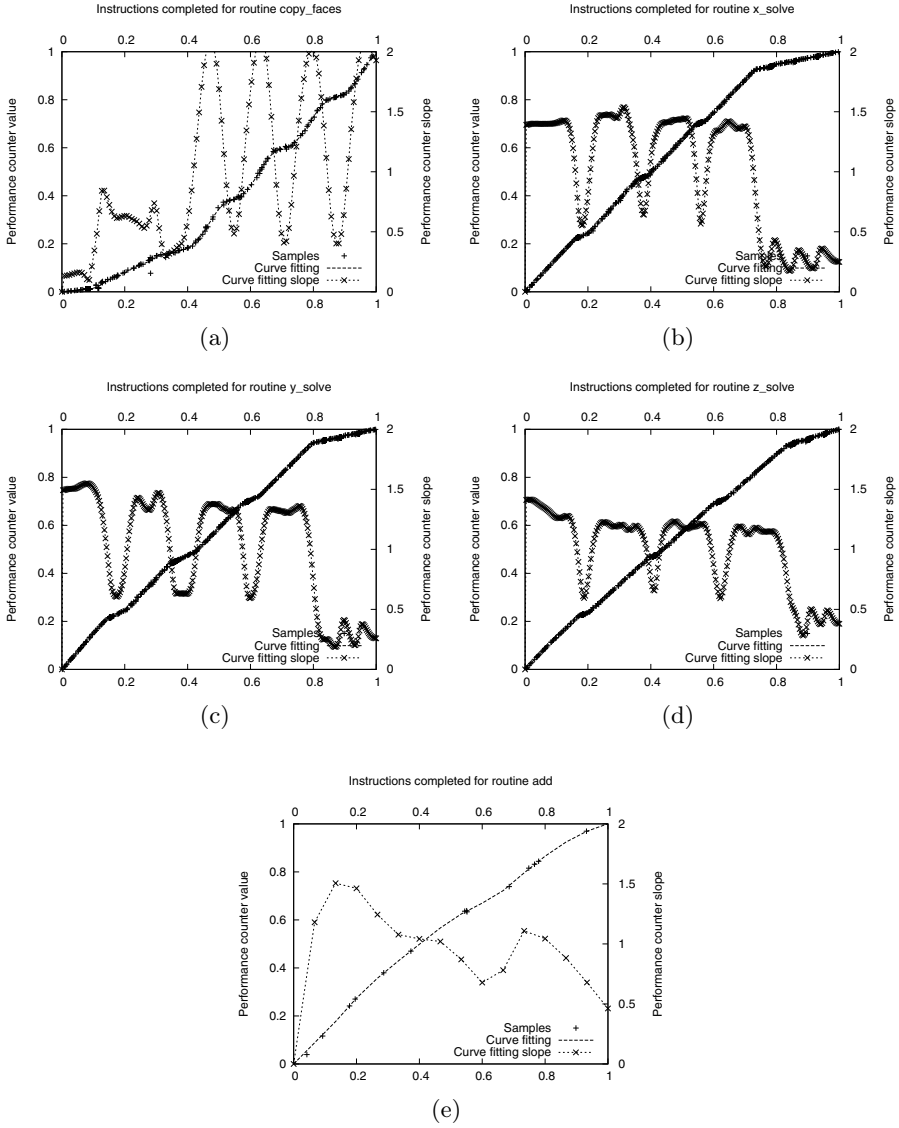 Instructions completed for routine copy_faces
0 0.2 0.4 0.6 0.8 1
Performance counter value
1
0.8
0.6
0.4
0.2
0
2
1.5
1
0.5
0
Performance counter slope
Samples
Curve fitting
Curve fitting slope
0 0.2 0.4 0.6 0.8 1
(a)
Instructions completed for routine x_solve
0 0.2 0.4 0.6 0.8 1
Performance counter value
1
0.8
0.6
0.4
0.2
0
2
1.5
1
0.5
0
Performance counter slope
Samples
Curve fitting
Curve fitting slope
0 0.2 0.4 0.6 0.8 1
(b)
Instructions completed for routine y_solve
0 0.2 0.4 0.6 0.8 1
Performance counter value
1
0.8
0.6
0.4
0.2
0
2
1.5
1
0.5
0
Performance counter slope
Samples
Curve fitting
Curve fitting slope
0 0.2 0.4 0.6 0.8 1
(c)
Instructions completed for routine z_solve
0 0.2 0.4 0.6 0.8 1
Performance counter value
1
0.8
0.6
0.4
0.2
0
2
1.5
1
0.5
0
Performance counter slope
Samples
Curve fitting
Curve fitting slope
0 0.2 0.4 0.6 0.8 1
(d)
Instructions completed for routine add
0 0.2 0.4 0.6 0.8 1
Performance counter value
1
0.8
0.6
0.4
0.2
0
2
1.5
1
0.5
0
Performance counter slope
Samples
Curve fitting
Curve fitting slope
0 0.2 0.4 0.6 0.8 1
(e)